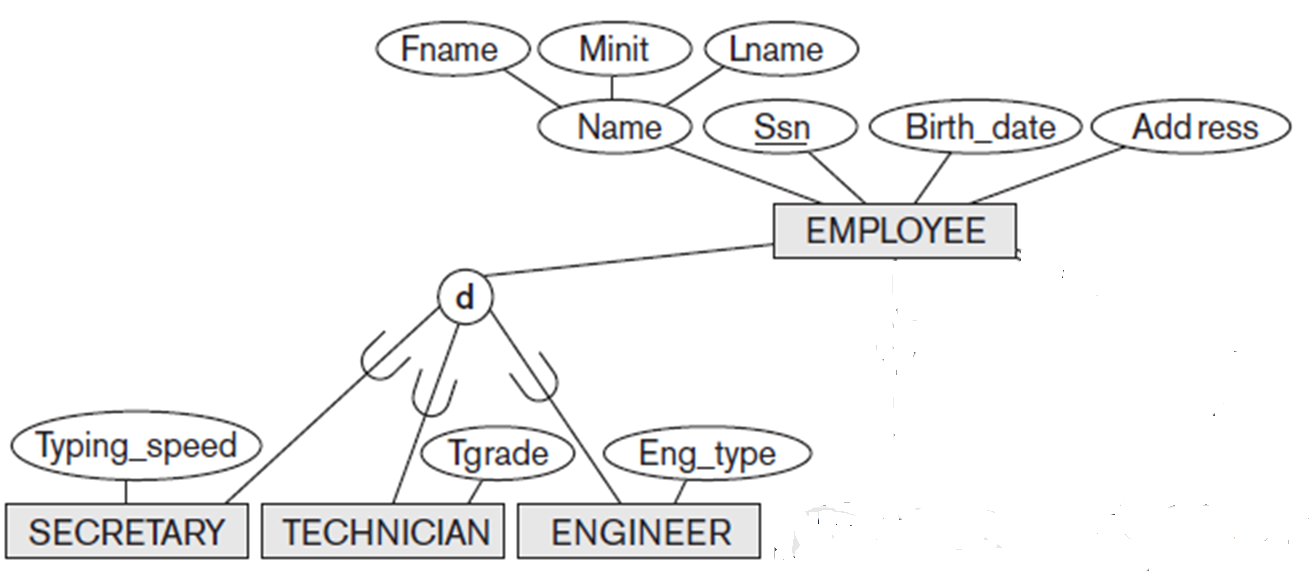 Fname Minit Lname
Name Ssn Birth_date Address
EMPLOYEE
d
Typing_speed Tgrade Eng_type
SECRETARY TECHNICIAN ENGINEER